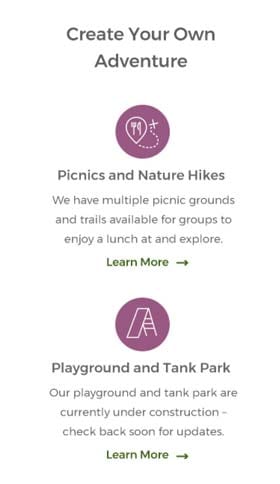 Create Your Own
Adventure
Picnics and Nature Hikes
We have multiple picnic grounds
and trails available for groups to
enjoy a lunch at and explore.
Learn More →
Playground and Tank Park
Our playground and tank park are
currently under construction –
check back soon for updates.
Learn More →